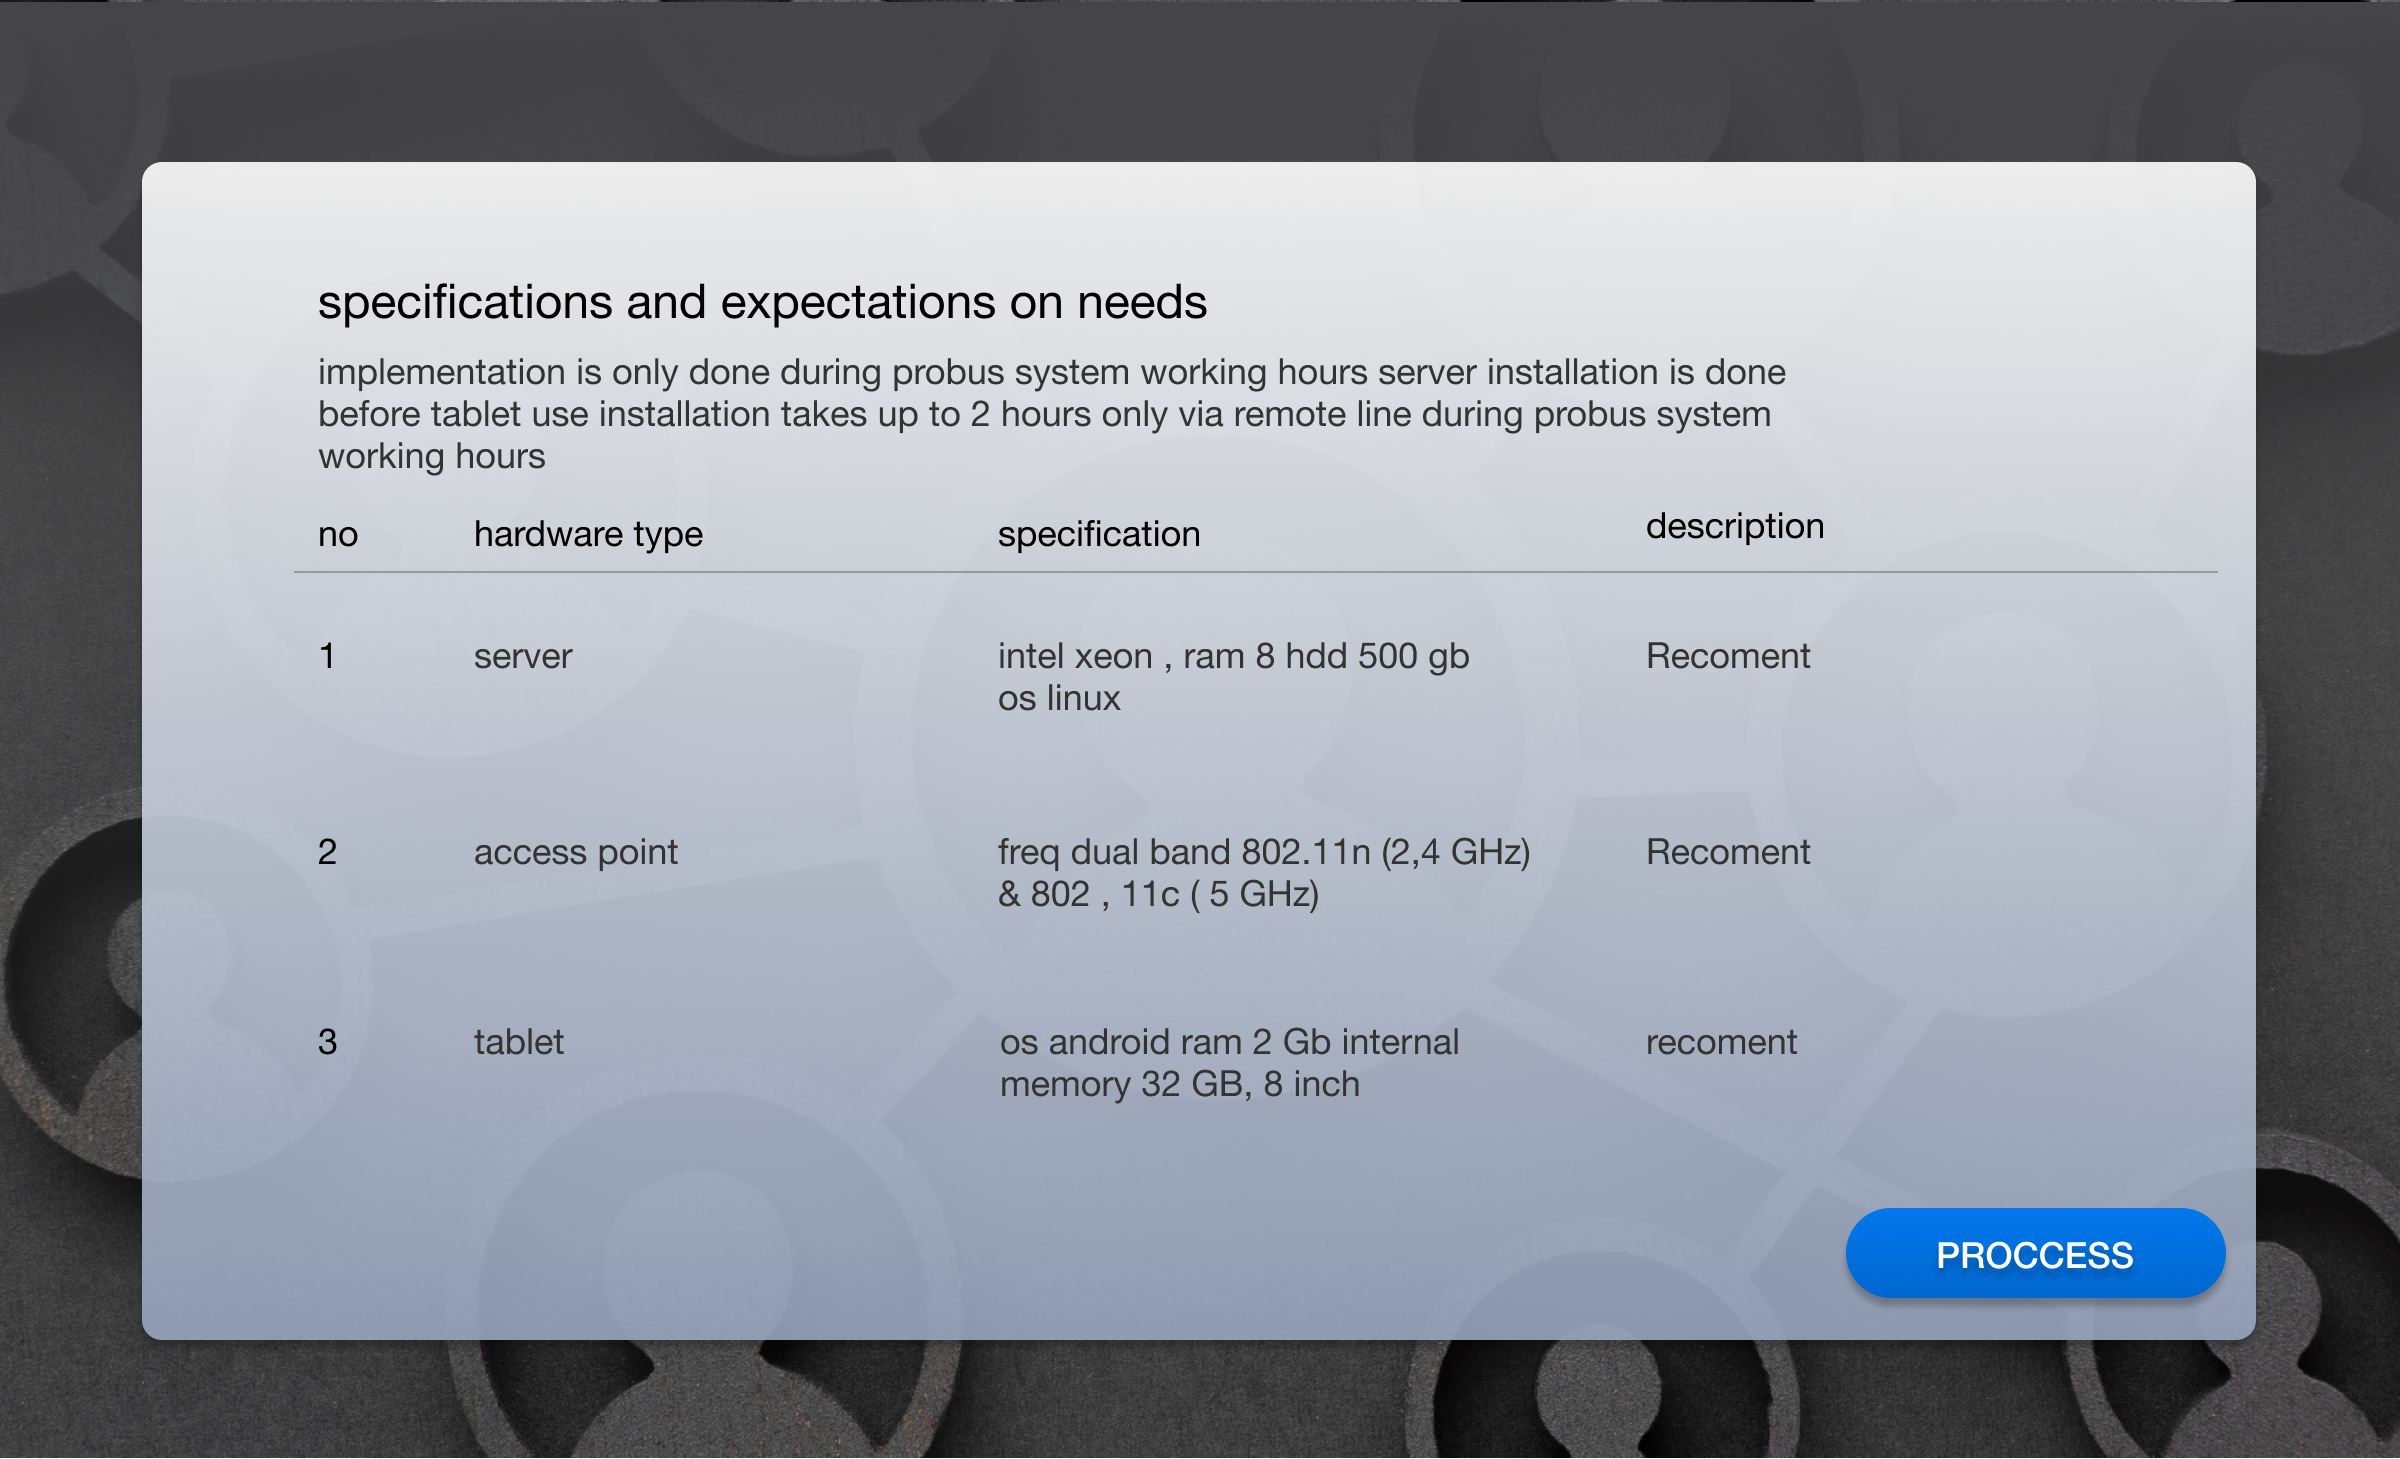 specifications and expectations on needs
implementation is only done during probus system working hours server installation is done
before tablet use installation takes up to 2 hours only via remote line during probus system
working hours
no hardware type specification description
1 server intel xeon , ram 8 hdd 500 gb Recoment
os linux
2 access point freq dual band 802.11n (2,4 GHz) Recoment
& 802 , 11c ( 5 GHz)
3 tablet os android ram 2 Gb internal recoment
memory 32 GB, 8 inch
PROCCESS